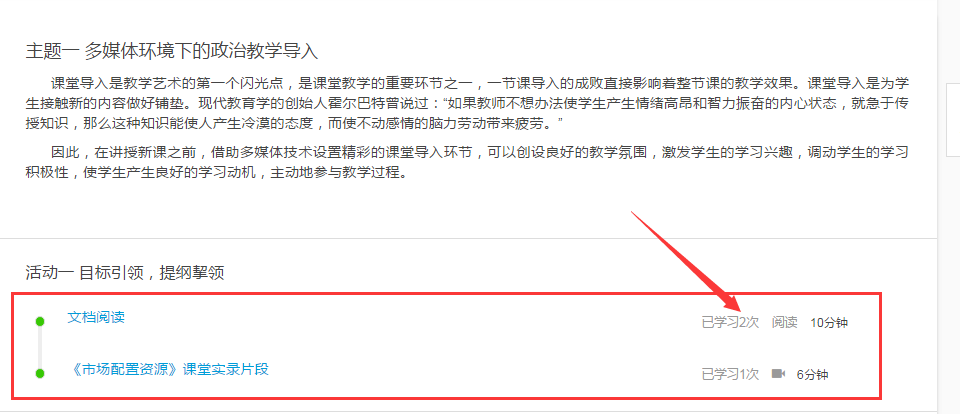 主题一 多媒体环境下的政治教学导入
课堂导入是教学艺术的第一个闪光点，是课堂教学的重要环节之一，一节课导入的成败直接影响着整节课的教学效果。课堂导入是为学
生接触新的内容做好铺垫。现代教育学的创始人霍尔巴特曾说过：“如果教师不想办法使学生产生情绪高昂和智力振奋的内心状态，就急于传
授知识，那么这种知识能使人产生冷漠的态度，而使不动感情的脑力劳动带来疲劳。”
因此，在讲授新课之前，借助多媒体技术设置精彩的课堂导入环节，可以创设良好的教学氛围，激发学生的学习兴趣，调动学生的学习
积极性，使学生产生良好的学习动机，主动地参与教学过程。
活动一 目标引领，提纲挈领
文档阅读 已学习2次 阅读 10分钟
《市场配置资源》课堂实录片段 已学习1次 6分钟